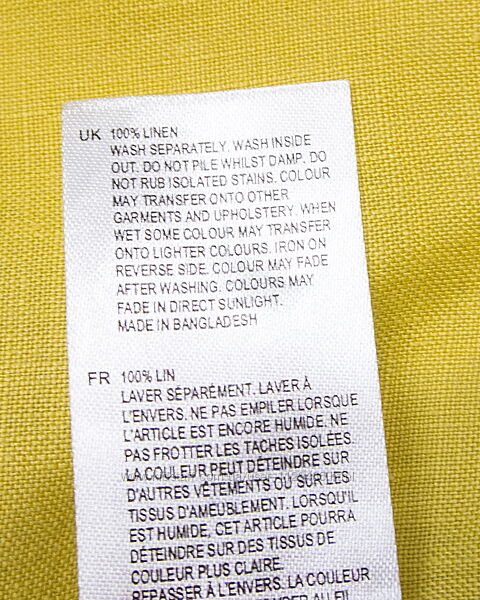 UK 100% LINEN
WASH SEPARATELY. WASH INSIDE
OUT. DO NOT PILE WHILST DAMP. DO
NOT RUB ISOLATED STAINS. COLOUR
MAY TRANSFER ONTO OTHER
GARMENTS AND UPHOLSTERY. WHEN
WET SOME COLOUR MAY TRANSFER
ONTO LIGHTER COLOURS. IRON ON
REVERSE SIDE. COLOUR MAY FADE
AFTER WASHING. COLOURS MAY
FADE IN DIRECT SUNLIGHT.
MADE IN BANGLADESH
FR 100% LIN
LAVER SÉPARÉMENT. LAVER À
L'ENVERS. NE PAS EMPILER LORSQUE
L'ARTICLE EST ENCORE HUMIDE. NE
PAS FROTTER LES TACHES ISOLÉES.
LA COULEUR PEUT DÉTEINDRE SUR
D'AUTRES VÊTEMENTS OU SUR LES
TISSUS D'AMEUBLEMENT. LORSQU'IL
EST HUMIDE, CET ARTICLE POURRA
DÉTEINDRE SUR DES TISSUS DE
COULEUR PLUS CLAIRE.
REPASSER À L'ENVERS. LA COULEUR
AU FIL